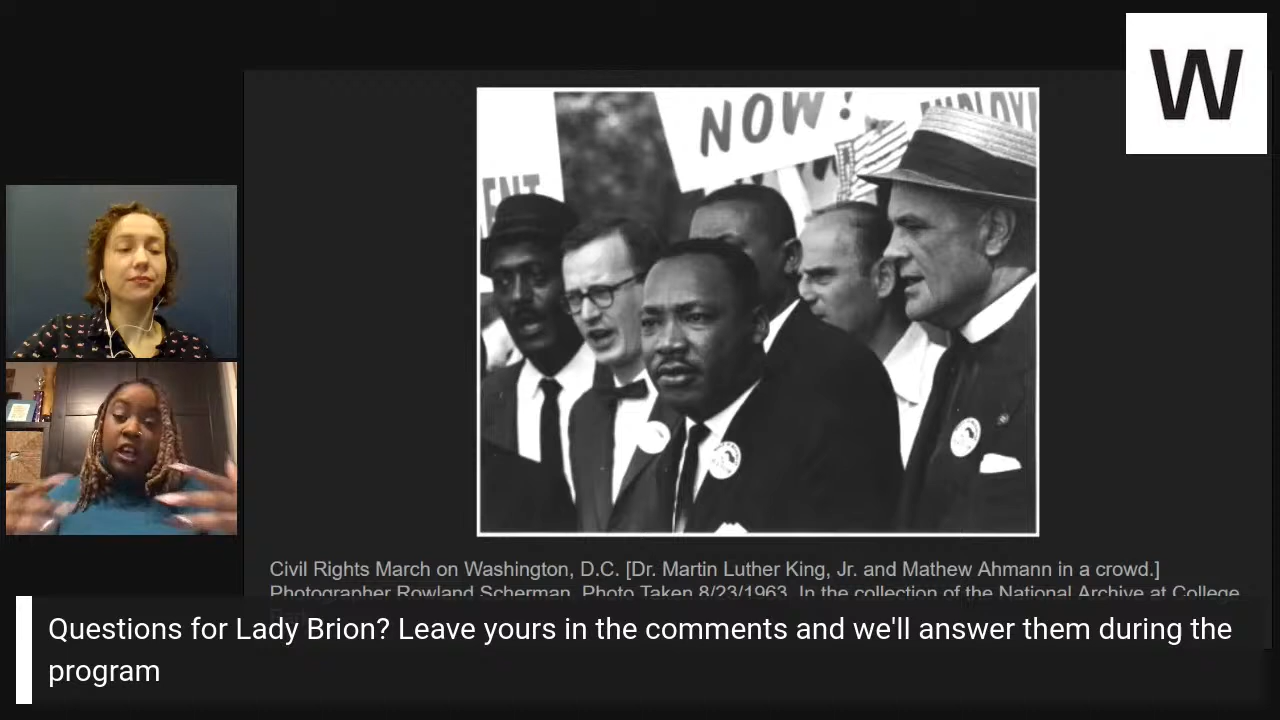 W
NOW!
EMPLOYM
ENT
Civil Rights March on Washington, D.C. [Dr. Martin Luther King, Jr. and Mathew Ahmann in a crowd.]
Photographer Rowland Scherman. Photo Taken 8/23/1963. In the collection of the National Archive at College
Questions for Lady Brion? Leave yours in the comments and we'll answer them during the
program